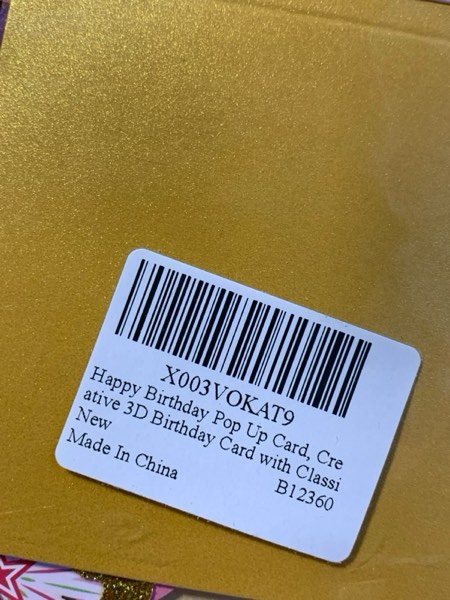 X003VOKAT9
Happy Birthday Pop Up Card, Cre
ative 3D Birthday Card with Classi
New
Made In China B12360